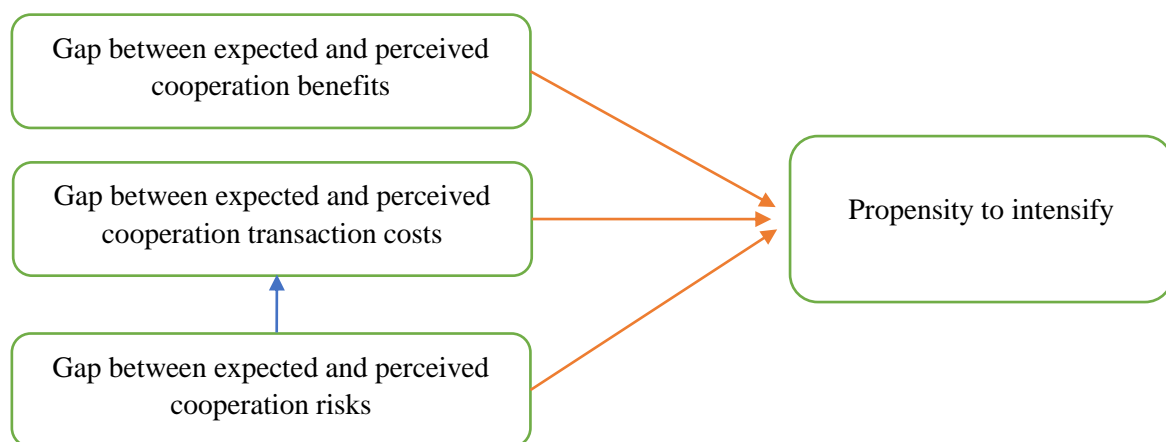 Gap between expected and perceived
cooperation benefits
Gap between expected and perceived
cooperation transaction costs
Propensity to intensify
Gap between expected and perceived
cooperation risks